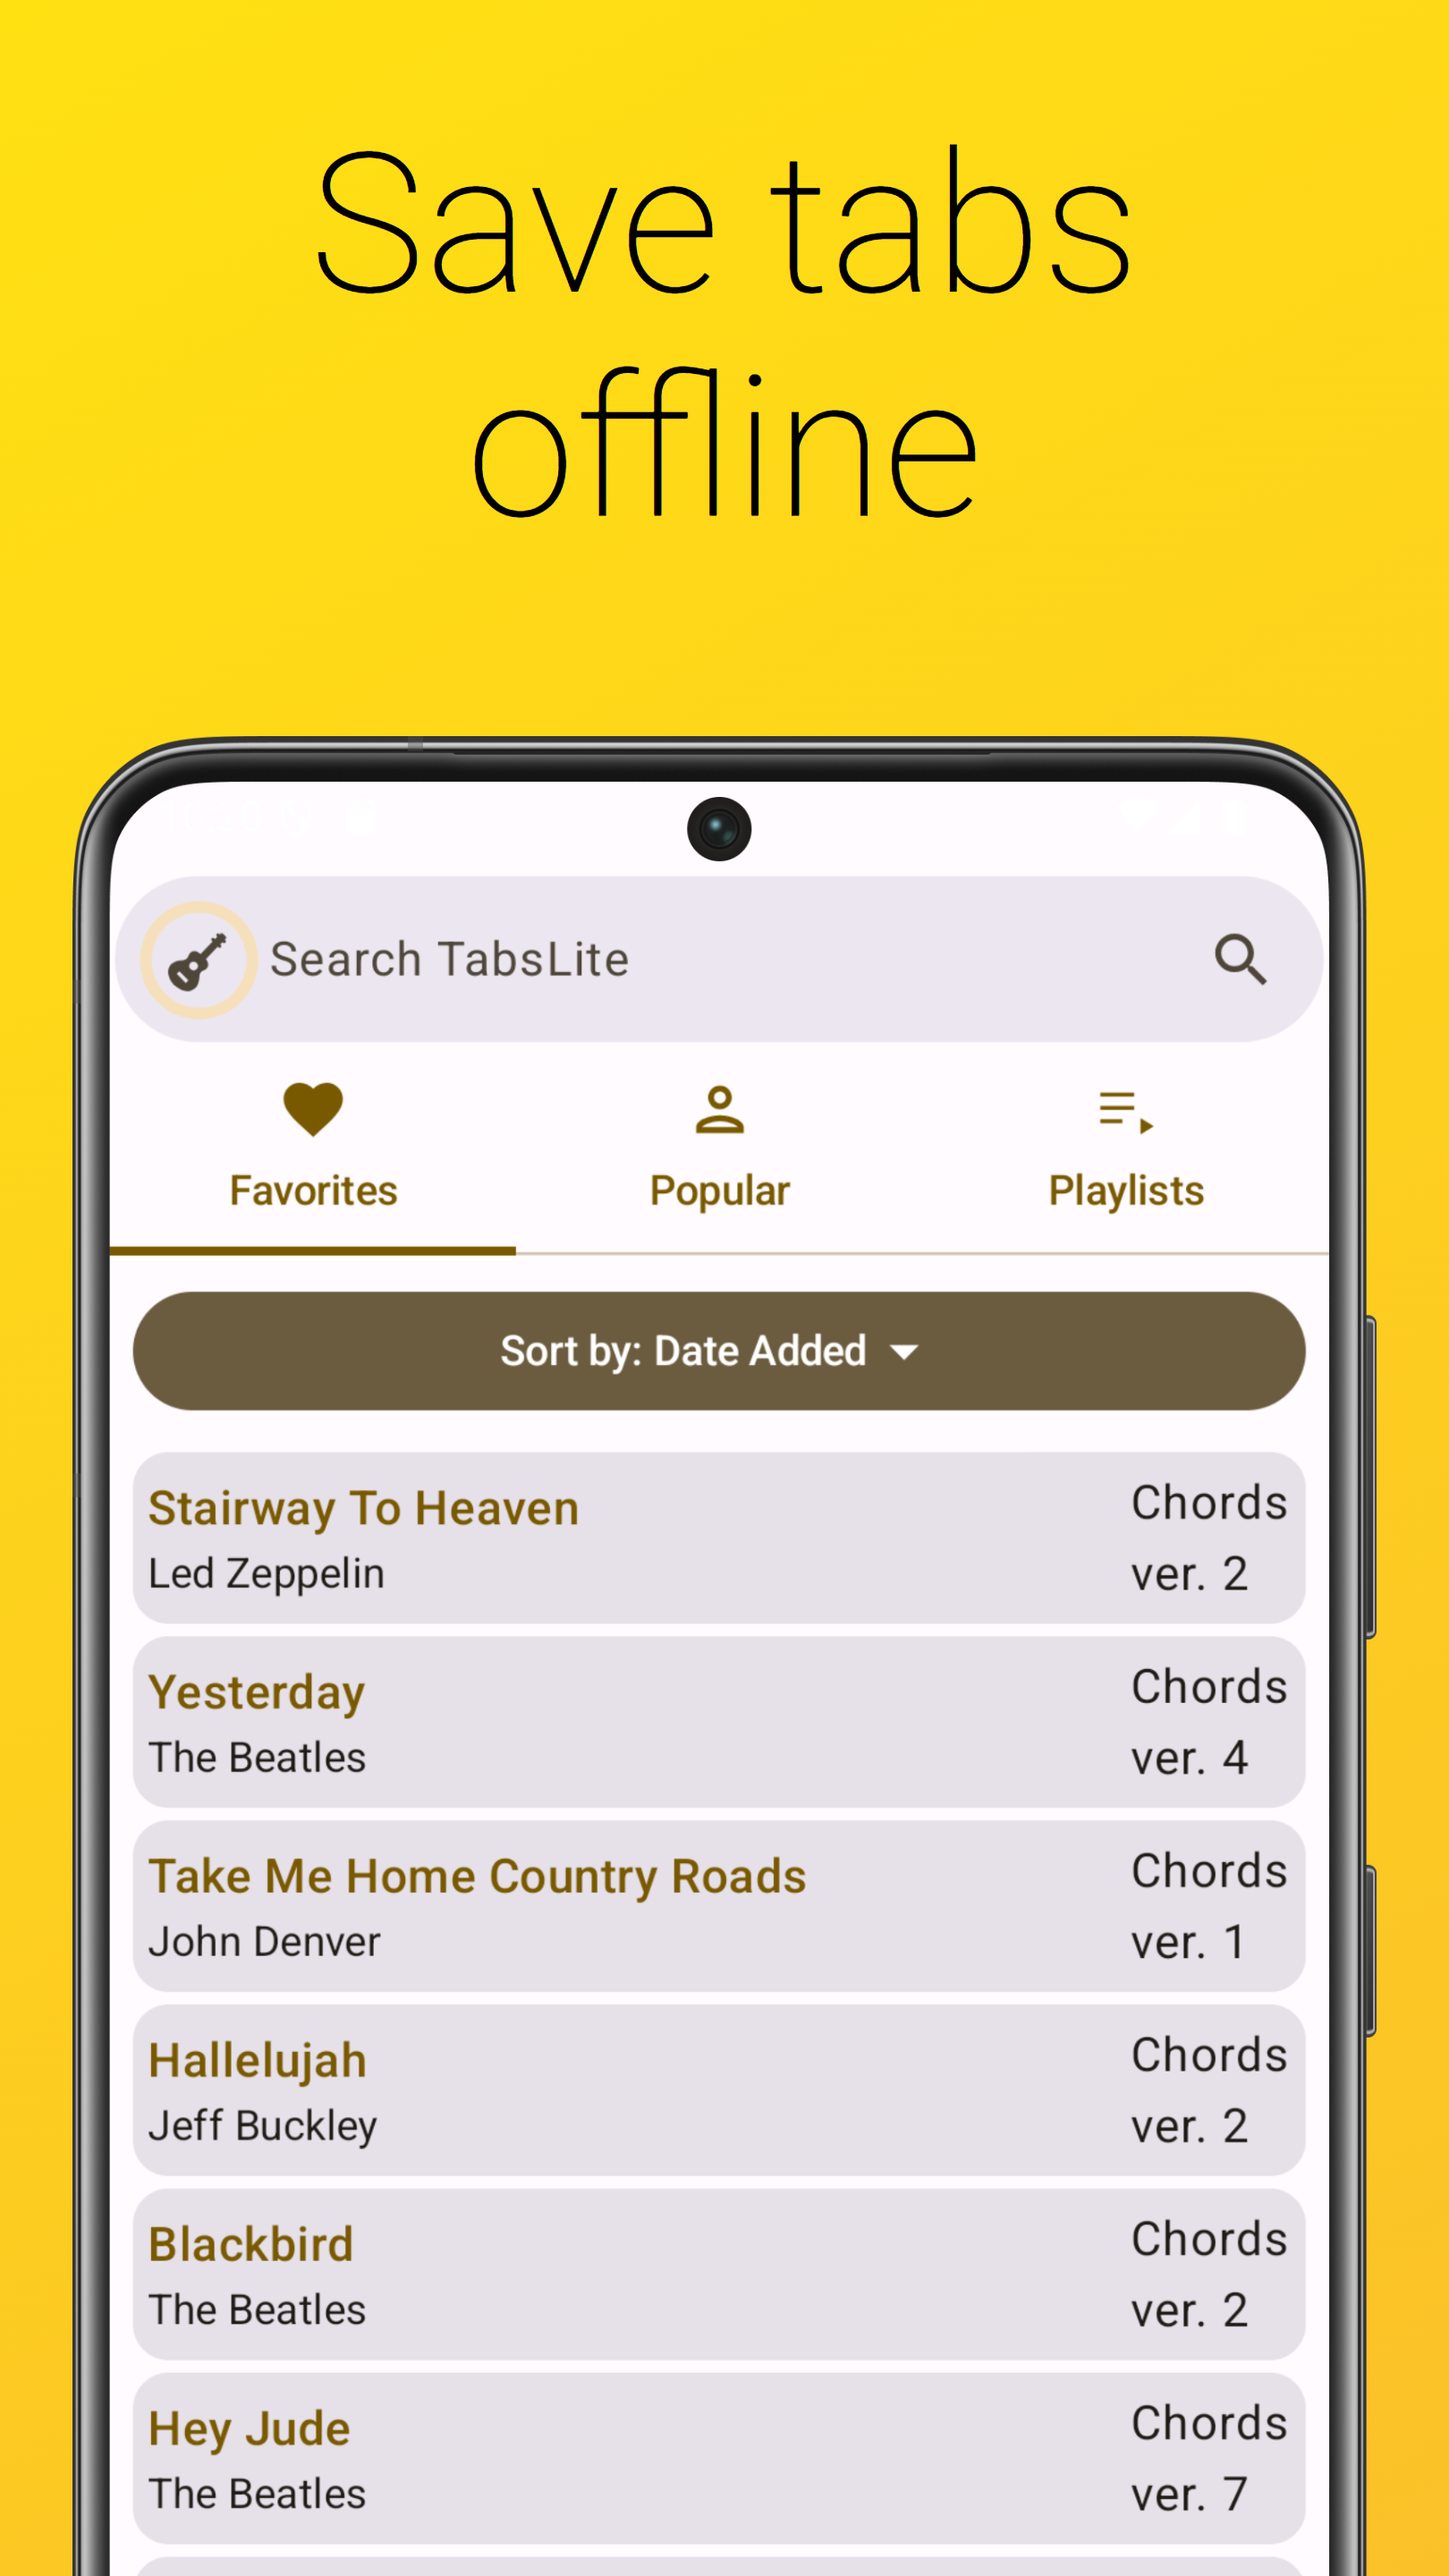 Save tabs
offline
Search TabsLite
Favorites
Popular
Playlists
Sort by: Date Added
Stairway To Heaven
Chords
Led Zeppelin
ver. 2
Yesterday
Chords
The Beatles
ver. 4
Take Me Home Country Roads
Chords
John Denver
ver. 1
Hallelujah
Chords
Jeff Buckley
ver. 2
Blackbird
Chords
The Beatles
ver. 2
Hey Jude
Chords
The Beatles
ver. 7